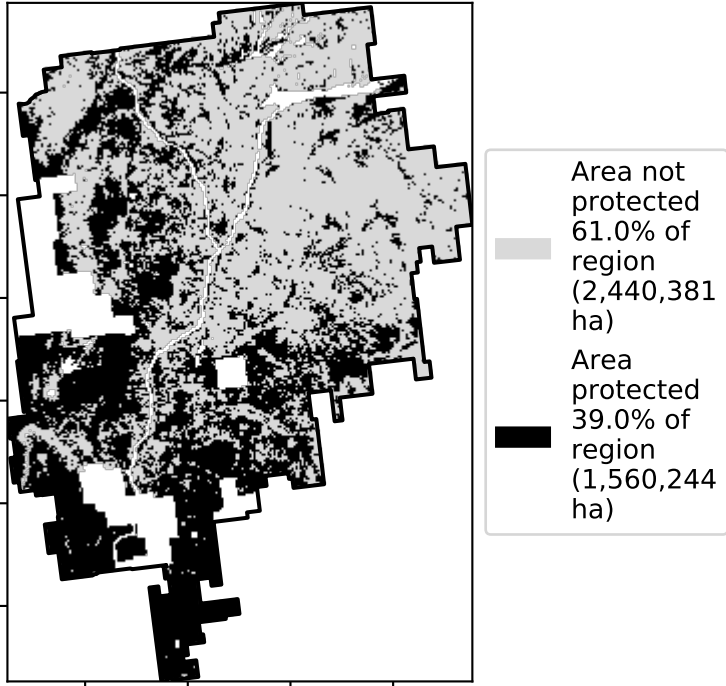 Area not
protected
61.0% of
region
(2,440,381
ha)
Area
protected
39.0% of
region
(1,560,244
ha)